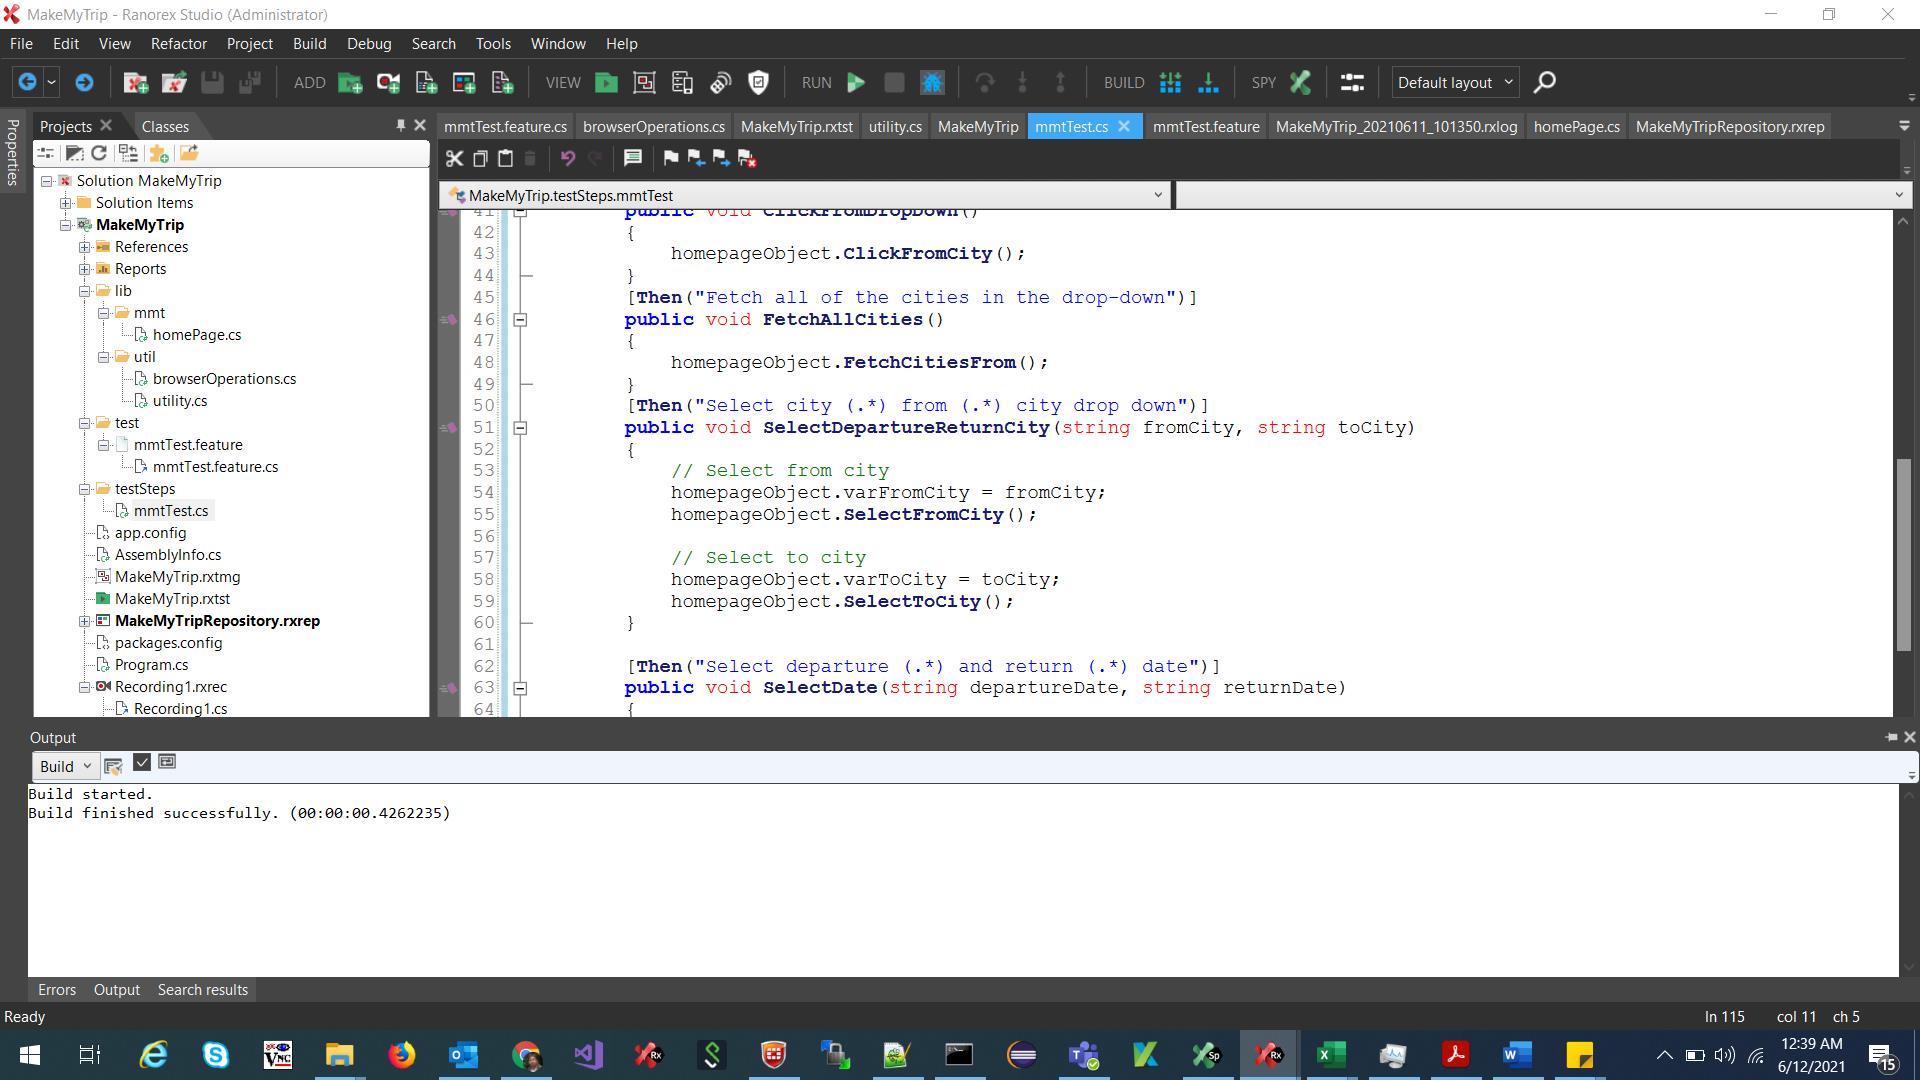 MakeMyTrip - Ranorex Studio (Administrator)
File Edit View Refactor Project Build Debug Search Tools Window Help
ADD VIEW RUN BUILD SPY Default layout
Properties
Projects Classes
mmtTest.feature.cs browserOperations.cs MakeMyTrip.rxtst utility.cs MakeMyTrip mmtTest.cs mmtTest.feature MakeMyTrip_20210611_101350.rxlog homePage.cs MakeMyTripRepository.rxrep
Solution MakeMyTrip
Solution Items
MakeMyTrip
References
Reports
lib
mmt
homePage.cs
util
browserOperations.cs
utility.cs
test
mmtTest.feature
mmtTest.feature.cs
testSteps
mmtTest.cs
app.config
AssemblyInfo.cs
MakeMyTrip.rxtmg
MakeMyTrip.rxtst
MakeMyTripRepository.rxrep
packages.config
Program.cs
Recording1.rxrec
Recording1.cs
MakeMyTrip.testSteps.mmtTest
41 public void ClickFromDropDown()
42 {
43 homepageObject.ClickFromCity();
44 }
45 [Then("Fetch all of the cities in the drop-down")]
46 public void FetchAllCities()
47 {
48 homepageObject.FetchCitiesFrom();
49 }
50 [Then("Select city (.*) from (.*) city drop down")]
51 public void SelectDepartureReturnCity(string fromCity, string toCity)
52 {
53 // Select from city
54 homepageObject.varFromCity = fromCity;
55 homepageObject.SelectFromCity();
56
57 // Select to city
58 homepageObject.varToCity = toCity;
59 homepageObject.SelectToCity();
60 }
61
62 [Then("Select departure (.*) and return (.*) date")]
63 public void SelectDate(string departureDate, string returnDate)
64 {
Output
Build
Build started.
Build finished successfully. (00:00:00.4262235)
Errors Output Search results
Ready
ln 115 col 11 ch 5
VNC
Rx
Sp
Rx
12:39 AM
6/12/2021
15